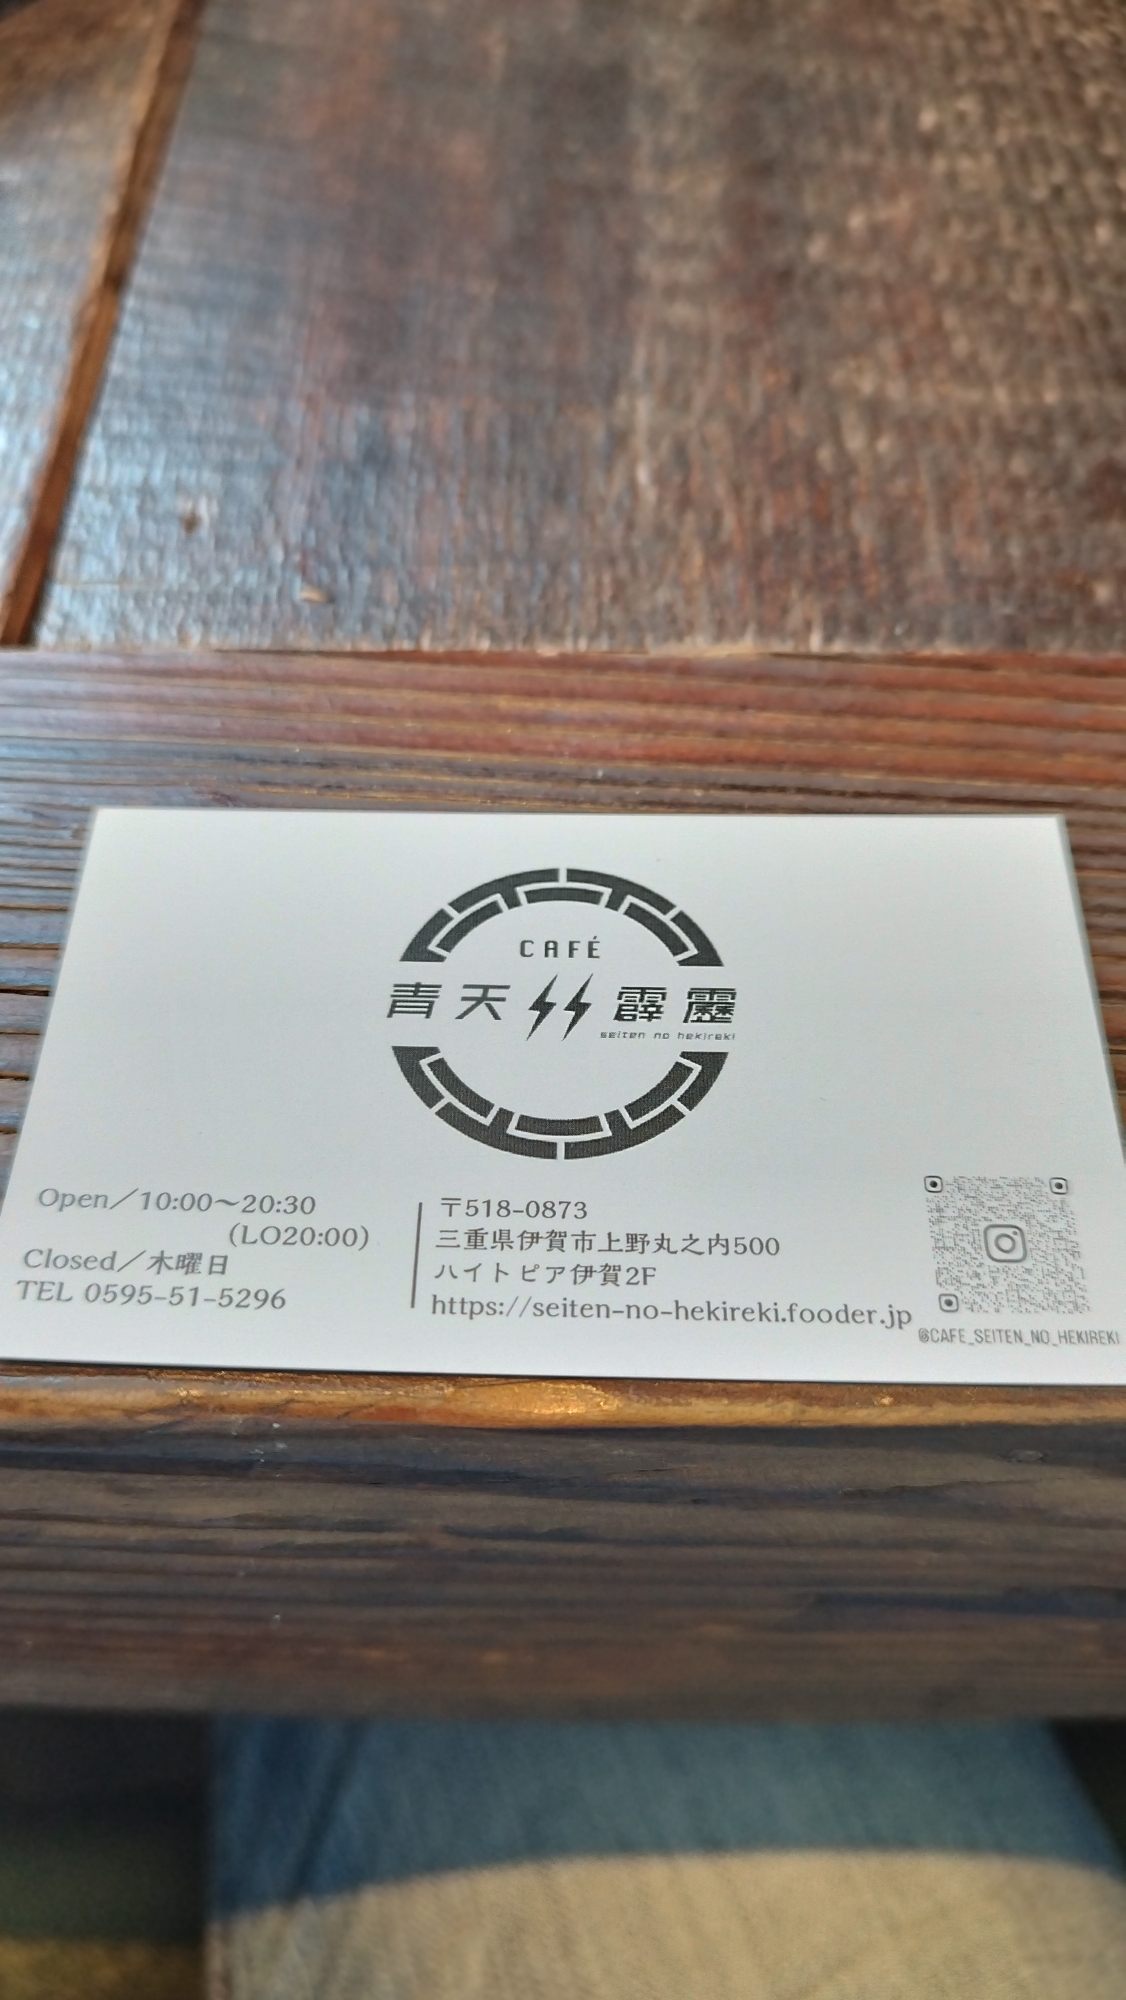 CAFÉ
青天 霹靂
seiten no hekireki
Open／10:00〜20:30
(LO20:00)
Closed／木曜日
TEL 0595-51-5296
〒518-0873
三重県伊賀市上野丸之内500
ハイトピア伊賀2F
https://seiten-no-hekireki.fooder.jp
@CAFE_SEITEN_NO_HEKIREKI